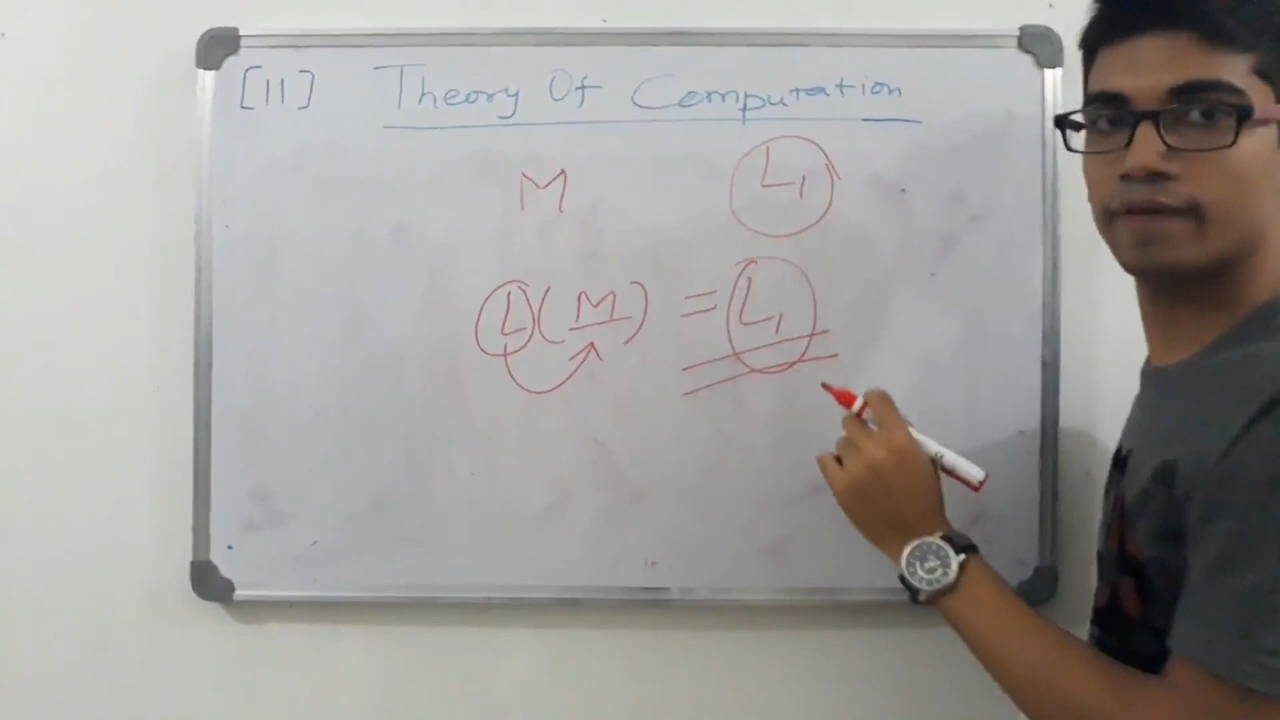 [11] Theory Of Computation
M L₁
L(M) = L₁